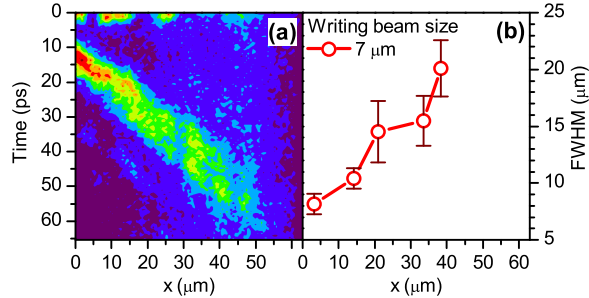 (a)
Time (ps)
0
10
20
30
40
50
60
0 10 20 30 40 50
x (μm)
(b)
Writing beam size
7 μm
25
20
15
10
5
FWHM (μm)
0 10 20 30 40 50 60
x (μm)